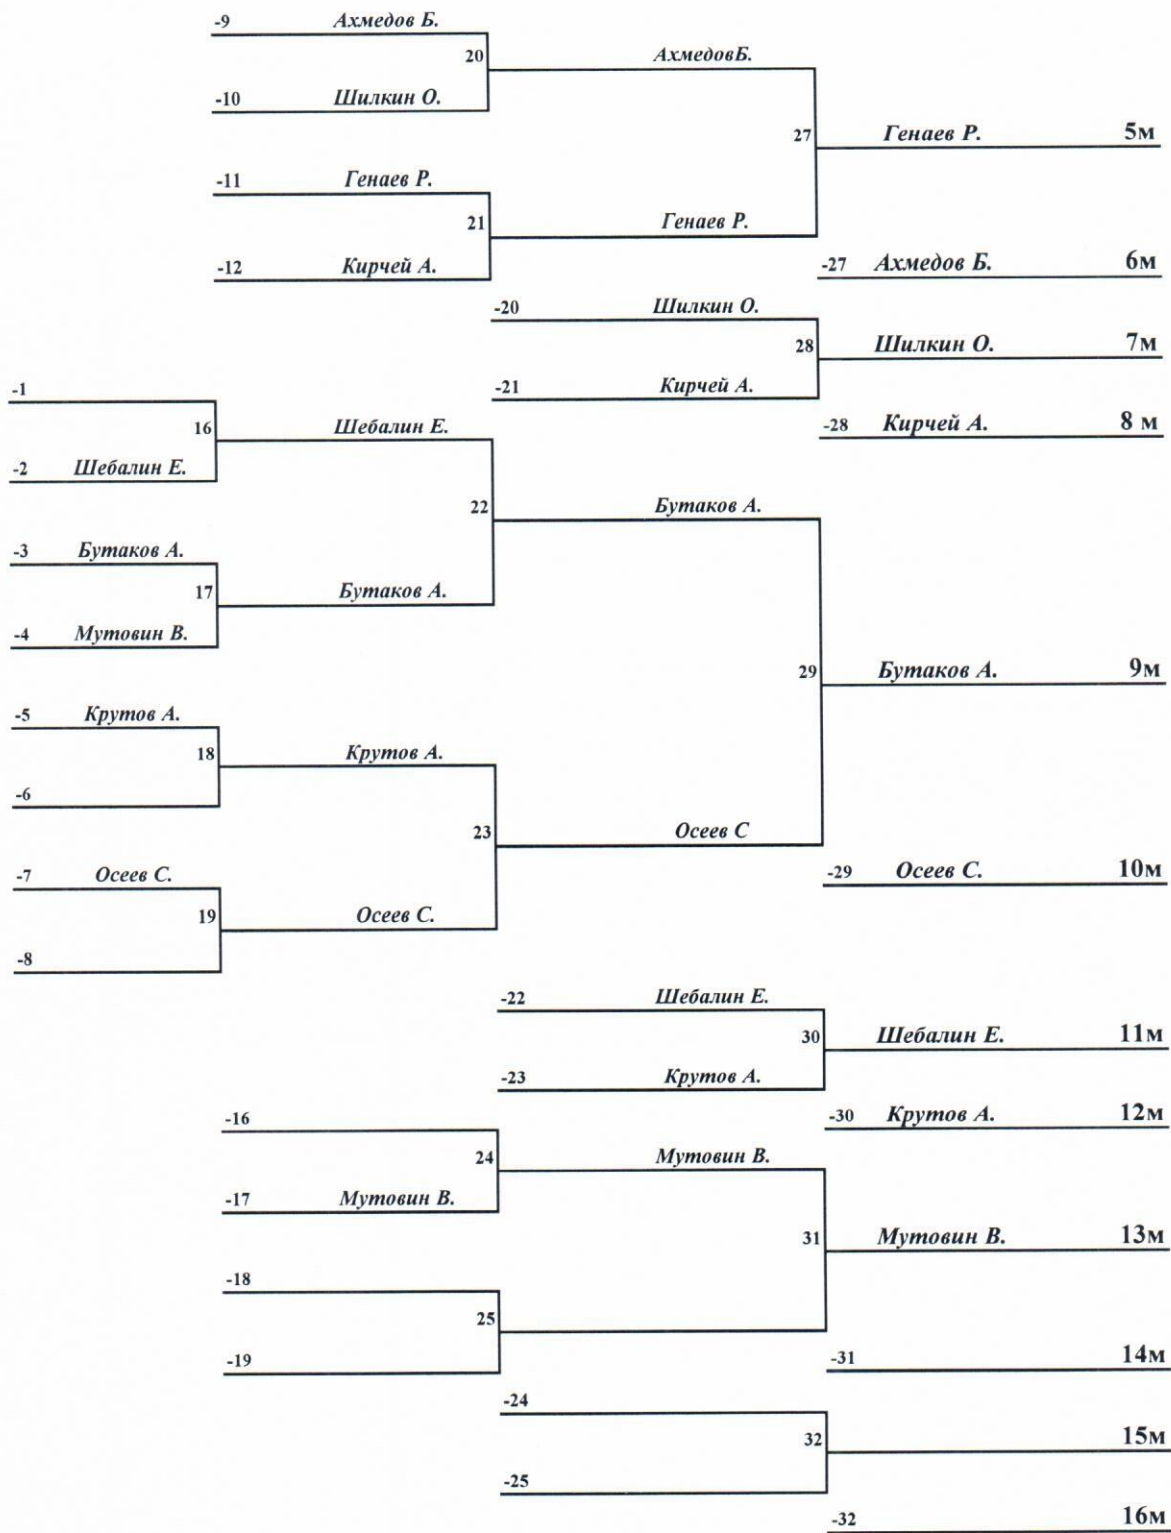 -9 Ахмедов Б.
20 АхмедовБ.
-10 Шилкин О.
27 Генаев Р. 5м
-11 Генаев Р.
21 Генаев Р.
-12 Кирчей А.
-27 Ахмедов Б. 6м
-20 Шилкин О.
28 Шилкин О. 7м
-21 Кирчей А.
-1
16 Шебалин Е.
-28 Кирчей А. 8 м
-2 Шебалин Е.
22 Бутаков А.
-3 Бутаков А.
17 Бутаков А.
-4 Мутовин В.
29 Бутаков А. 9м
-5 Крутов А.
18 Крутов А.
-6
23 Осеев С
-7 Осеев С.
-29 Осеев С. 10м
19 Осеев С.
-8
-22 Шебалин Е.
30 Шебалин Е. 11м
-23 Крутов А.
-30 Крутов А. 12м
-16
24 Мутовин В.
-17 Мутовин В.
31 Мутовин В. 13м
-18
25
-19
-31 14м
-24
32 15м
-25
-32 16м